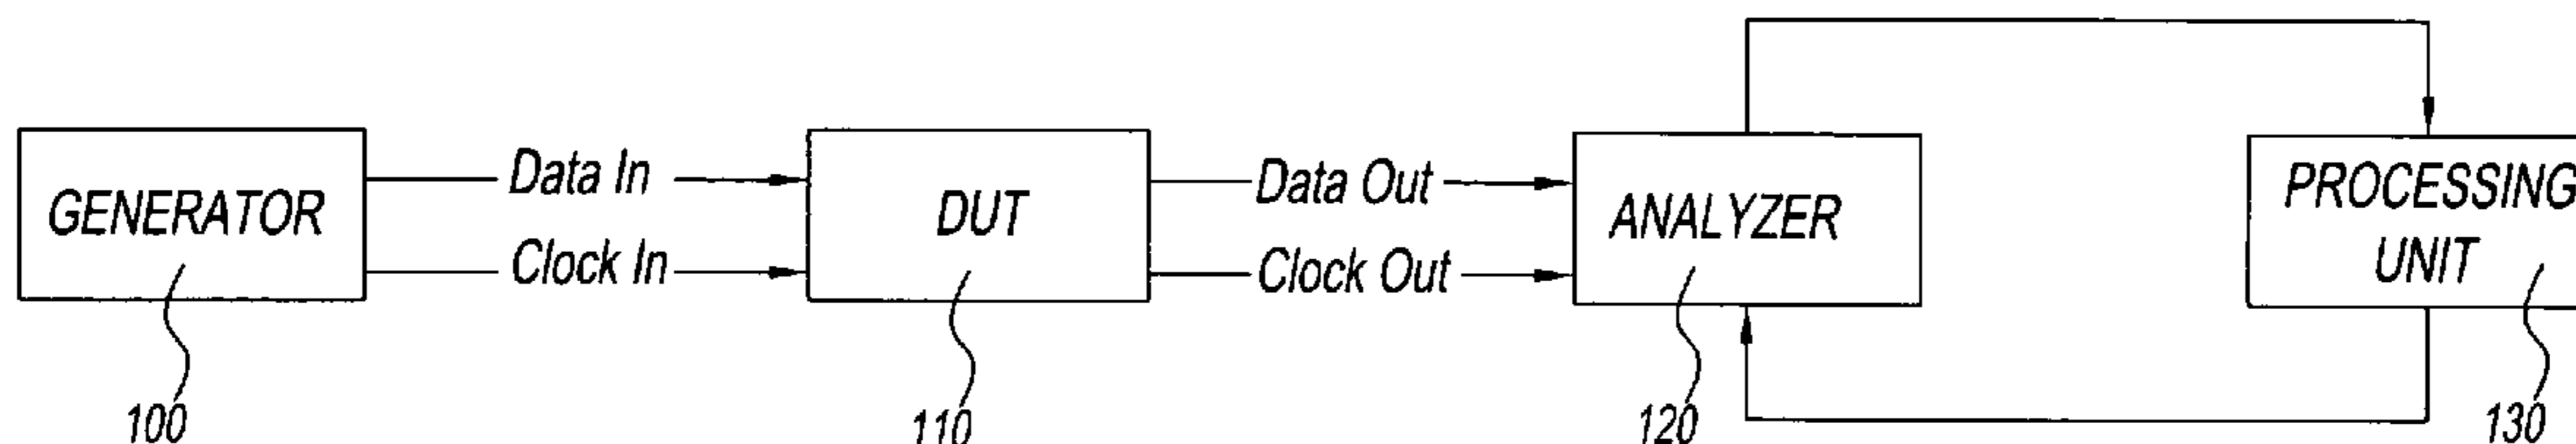 GENERATOR
Data In
Clock In
DUT
Data Out
Clock Out
ANALYZER
PROCESSING
UNIT
100
110
120
130